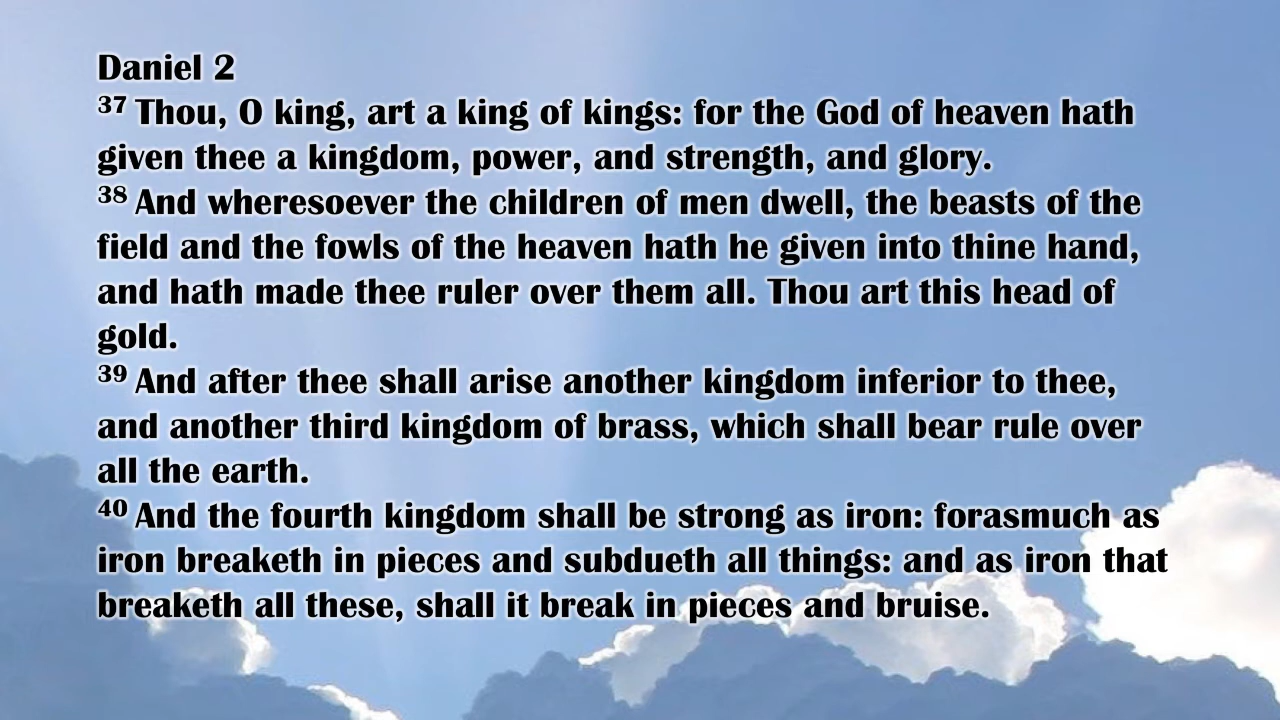 Daniel 2
37 Thou, O king, art a king of kings: for the God of heaven hath
given thee a kingdom, power, and strength, and glory.
38 And wheresoever the children of men dwell, the beasts of the
field and the fowls of the heaven hath he given into thine hand,
and hath made thee ruler over them all. Thou art this head of
gold.
39 And after thee shall arise another kingdom inferior to thee,
and another third kingdom of brass, which shall bear rule over
all the earth.
40 And the fourth kingdom shall be strong as iron: forasmuch as
iron breaketh in pieces and subdueth all things: and as iron that
breaketh all these, shall it break in pieces and bruise.